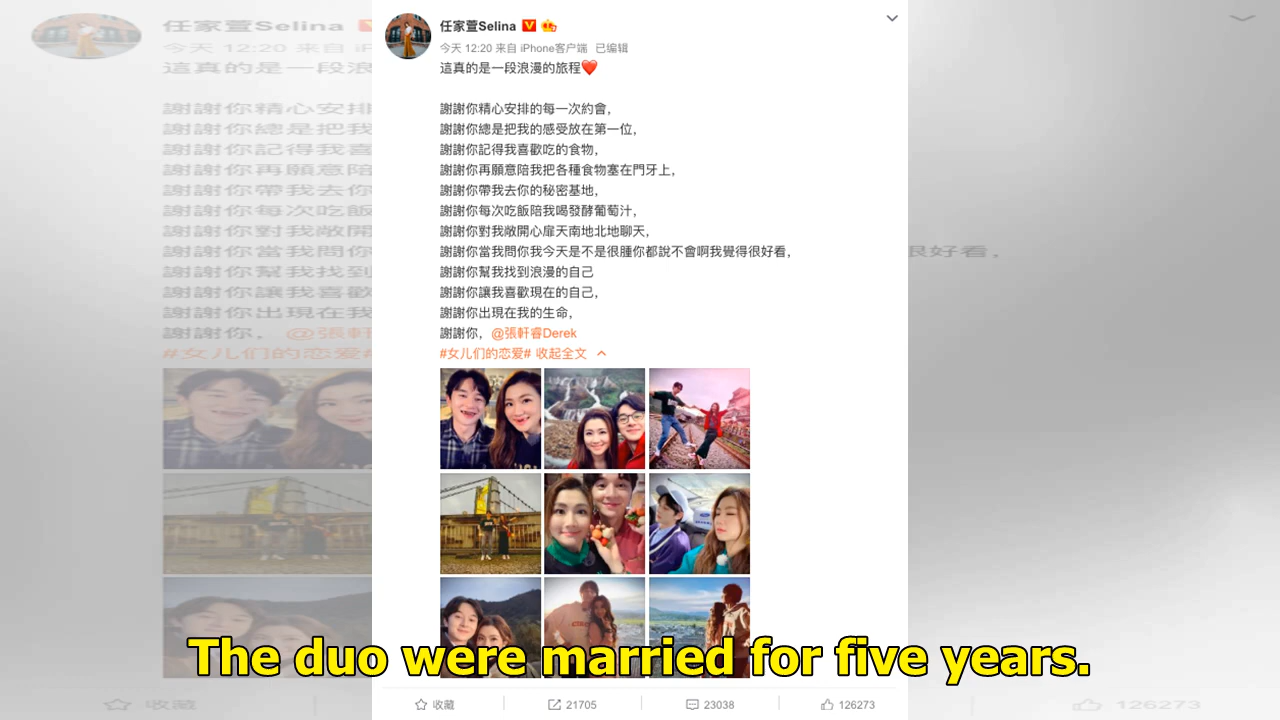 任家萱Selina
今天 12:20 来自 iPhone客户端 已编辑
這真的是一段浪漫的旅程❤️
謝謝你精心安排的每一次約會，
謝謝你總是把我的感受放在第一位，
謝謝你記得我喜歡吃的食物，
謝謝你再願意陪我把各種食物塞在門牙上，
謝謝你帶我去你的秘密基地，
謝謝你每次吃飯陪我喝發酵葡萄汁，
謝謝你對我敞開心扉天南地北地聊天，
謝謝你當我問你我今天是不是很腫你都說不會啊我覺得很好看，
謝謝你幫我找到浪漫的自己
謝謝你讓我喜歡現在的自己，
謝謝你出現在我的生命，
謝謝你，@張軒睿Derek
#女儿们的恋爱# 收起全文
The duo were married for five years.
收藏 21705 23038 126273